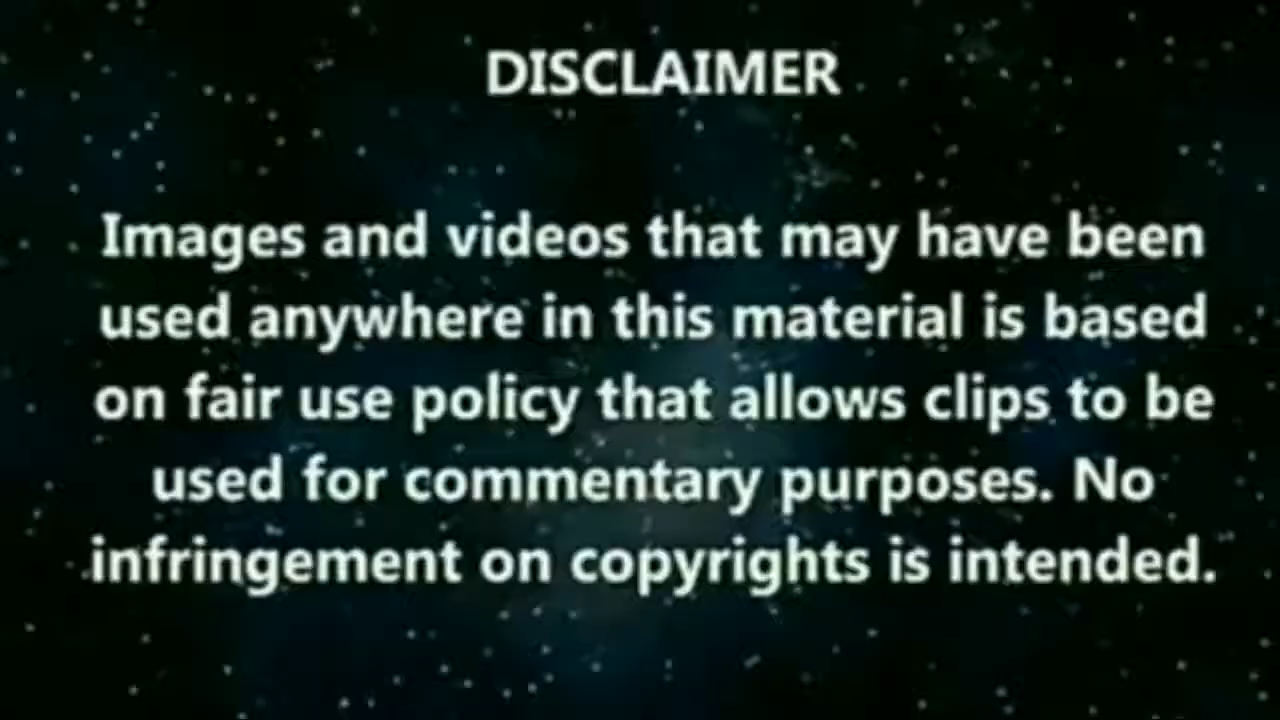 DISCLAIMER
Images and videos that may have been
used anywhere in this material is based
on fair use policy that allows clips to be
used for commentary purposes. No
infringement on copyrights is intended.